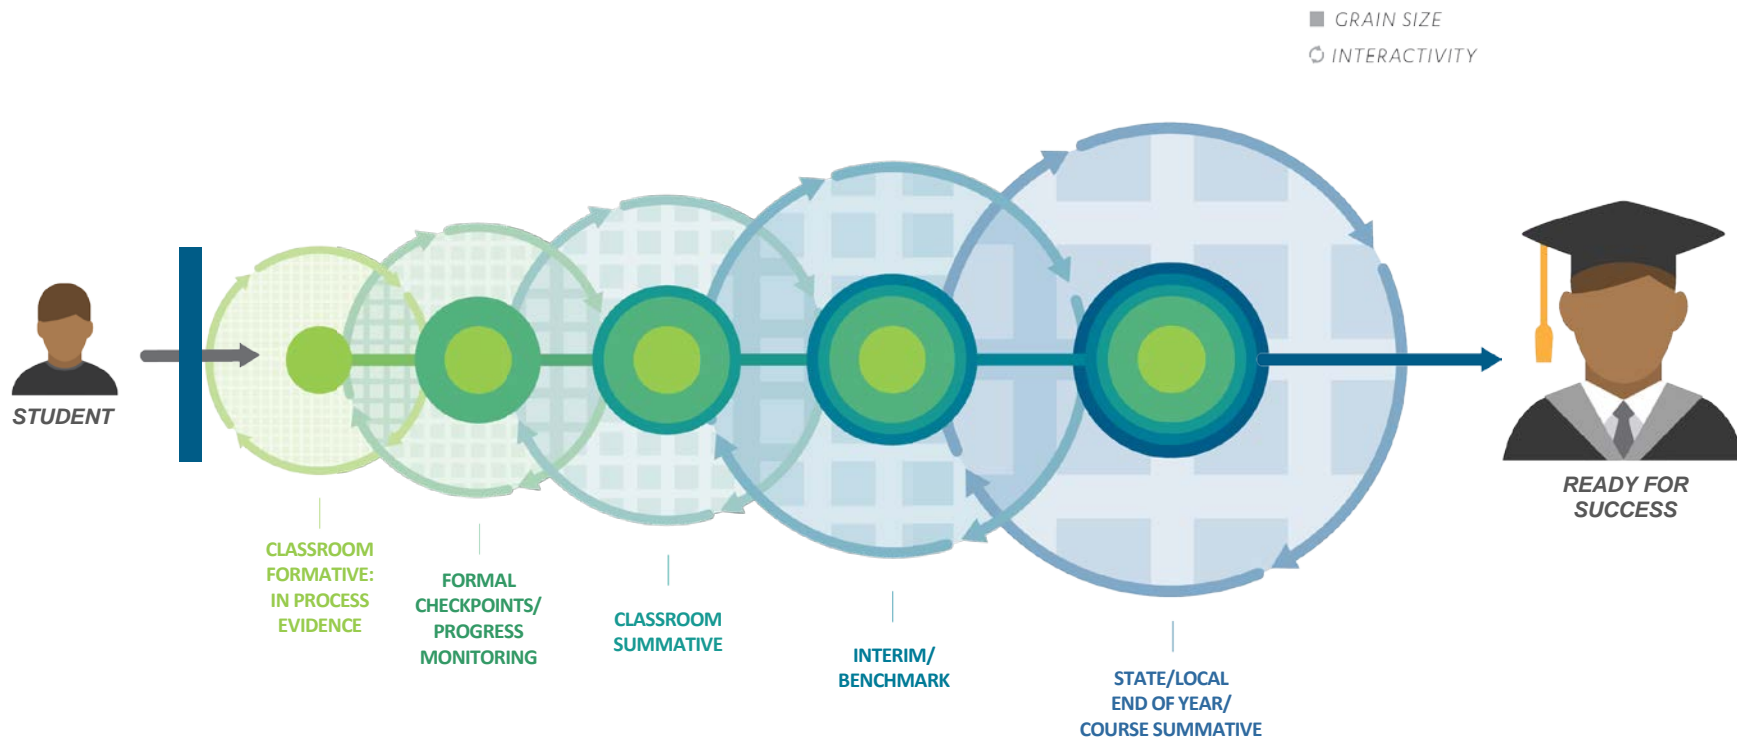 GRAIN SIZE
INTERACTIVITY
STUDENT
CLASSROOM
FORMATIVE:
IN PROCESS
EVIDENCE
FORMAL
CHECKPOINTS/
PROGRESS
MONITORING
CLASSROOM
SUMMATIVE
INTERIM/
BENCHMARK
STATE/LOCAL
END OF YEAR/
COURSE SUMMATIVE
READY FOR
SUCCESS